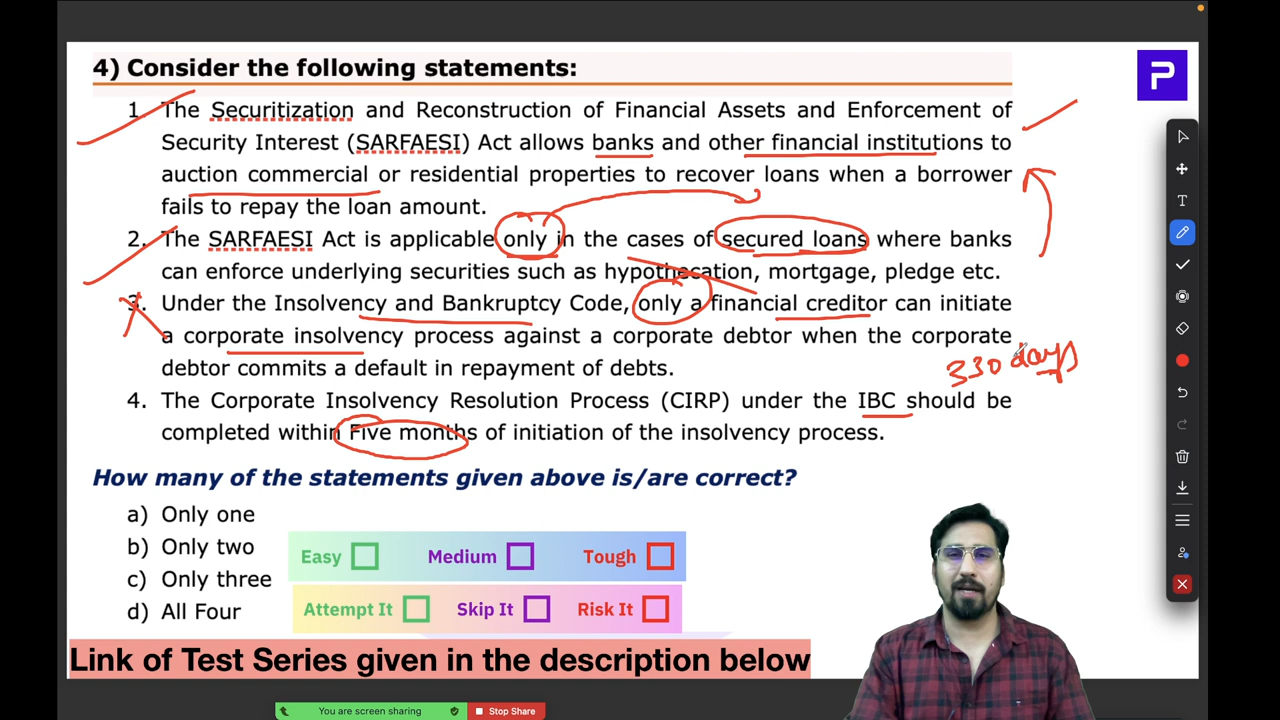 4) Consider the following statements:
1. The Securitization and Reconstruction of Financial Assets and Enforcement of
Security Interest (SARFAESI) Act allows banks and other financial institutions to
auction commercial or residential properties to recover loans when a borrower
fails to repay the loan amount.
2. The SARFAESI Act is applicable only in the cases of secured loans where banks
can enforce underlying securities such as hypothecation, mortgage, pledge etc.
3. Under the Insolvency and Bankruptcy Code, only a financial creditor can initiate
a corporate insolvency process against a corporate debtor when the corporate
debtor commits a default in repayment of debts.
330 days
4. The Corporate Insolvency Resolution Process (CIRP) under the IBC should be
completed within Five months of initiation of the insolvency process.
How many of the statements given above is/are correct?
a) Only one
b) Only two
c) Only three
d) All Four
Easy Medium Tough
Attempt It Skip It Risk It
Link of Test Series given in the description below
You are screen sharing Stop Share
P
T